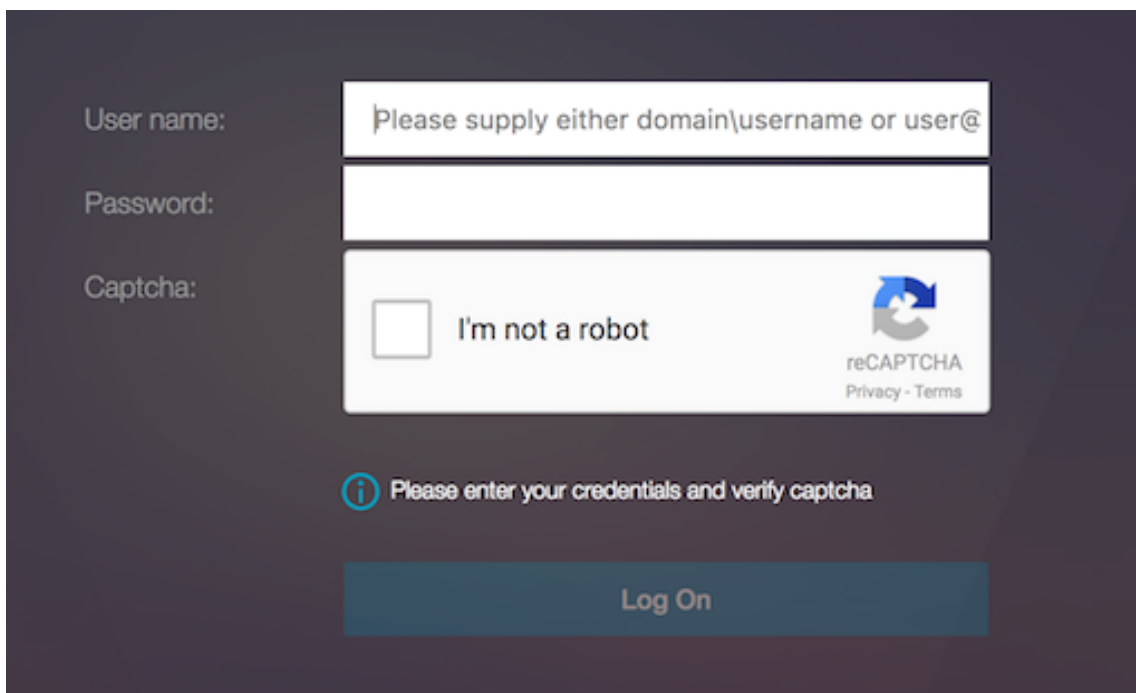 User name:
Please supply either domain\username or user@
Password:
Captcha:
I'm not a robot
reCAPTCHA
Privacy - Terms
Please enter your credentials and verify captcha
Log On